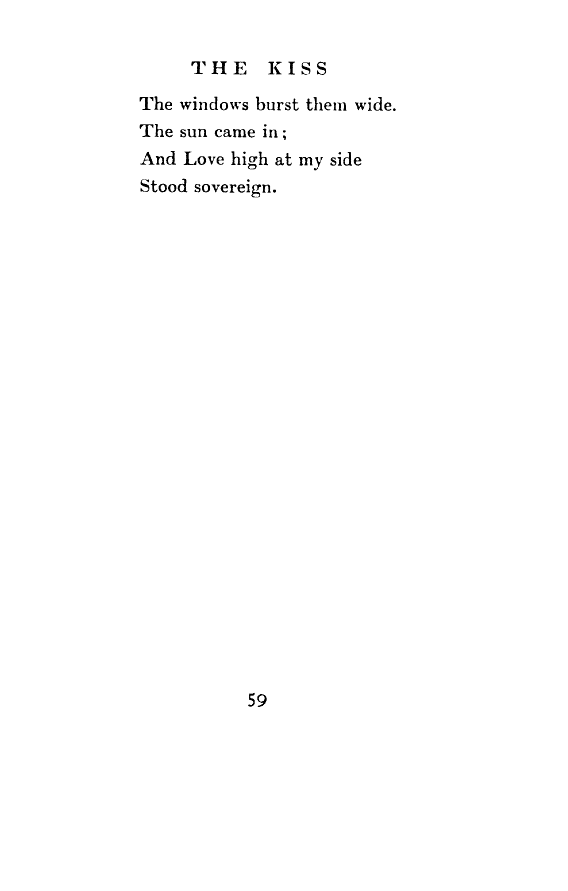 THE KISS
The windows burst them wide.
The sun came in;
And Love high at my side
Stood sovereign.
59